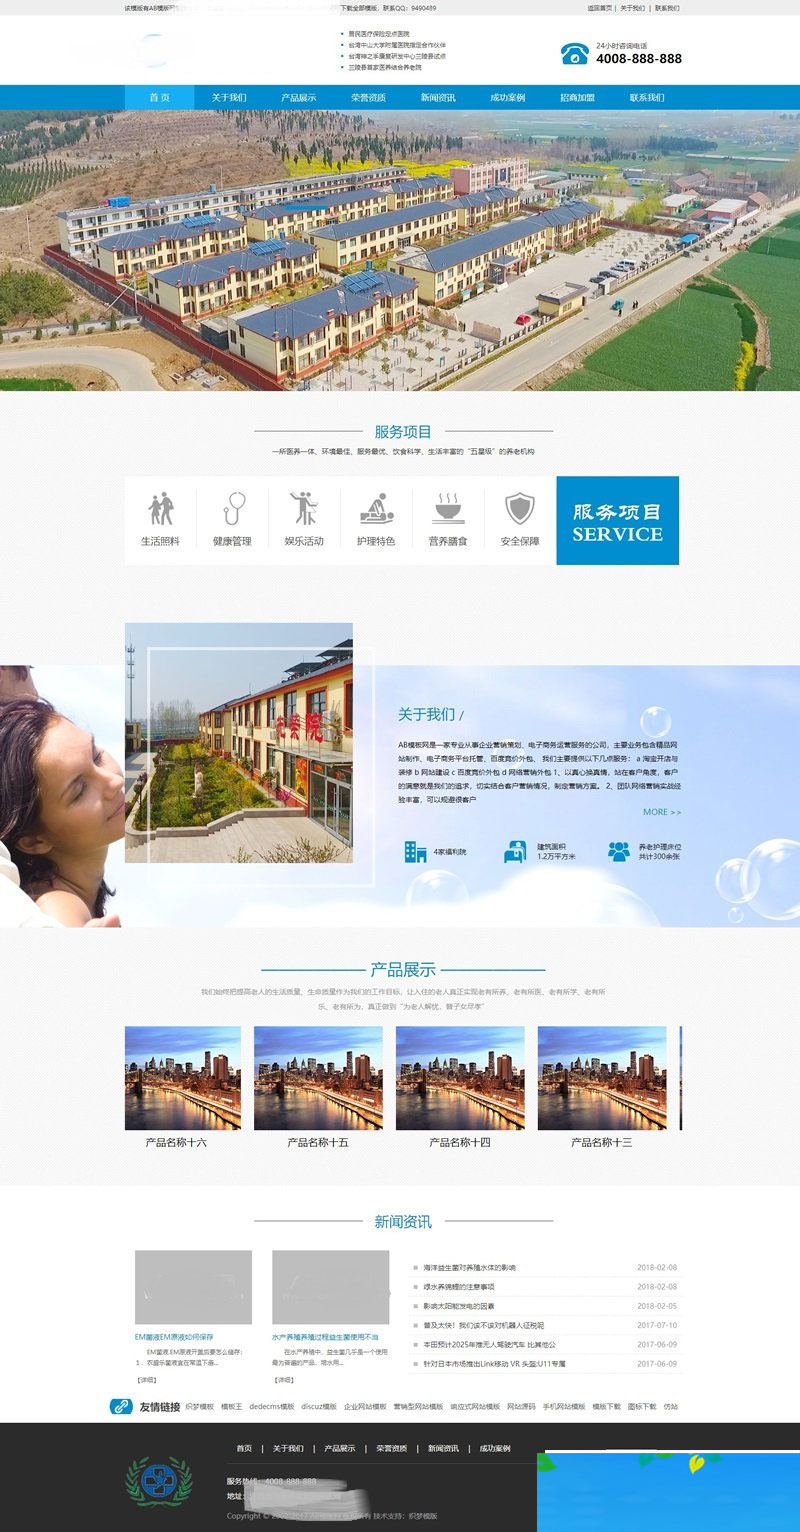 该模版有AB模版网 下载全部模版，联系QQ：9490489
返回首页 | 关于我们 | 联系我们
居民医疗保险定点医院
台湾中山大学附属医院指定合作伙伴
台湾神之手康复研发中心兰陵县试点
兰陵县首家医养结合养老院
24小时咨询电话
4008-888-888
首 页 关于我们 产品展示 荣誉资质 新闻资讯 成功案例 招商加盟 联系我们
服务项目
一所医养一体、环境最佳、服务最优、饮食科学、生活丰富的“五星级”的养老机构
生活照料 健康管理 娱乐活动 护理特色 营养膳食 安全保障
服务项目
SERVICE
关于我们 /
AB模板网是一家专业从事企业营销策划、电子商务运营服务的公司，主要业务包含精品网
站制作、电子商务平台托管、百度竞价外包、 我们主要提供以下几点服务： a 淘宝开店与
装修 b 网站建设 c 百度竞价外包 d 网络营销外包 1、以真心换真情，站在客户角度，客户
的满意就是我们的追求，切实结合客户营销情况，制定营销方案。 2、团队网络营销实战经
验丰富，可以规避很客户
MORE >>
4家福利院
建筑面积
1.2万平方米
养老护理床位
共计300余张
产品展示
我们始终把提高老人的生活质量、生命质量作为我们的工作目标，让入住的老人真正实现老有所养、老有所医、老有所学、老有所
乐、老有所为，真正做到“为老人解忧，替子女尽孝”
产品名称十六 产品名称十五 产品名称十四 产品名称十三
新闻资讯
EM菌液EM原液如何保存
EM菌液,EM原液开盖后要怎么储存：
1 、农盛乐菌液宜在常温下密...
[详细]
水产养殖养殖过程益生菌使用不当
在水产养殖中，益生菌几乎是一个使用
最为普遍的产品，培水用...
[详细]
海洋益生菌对养殖水体的影响 2018-02-08
绿水养锦鲤的注意事项 2018-02-08
影响太阳能发电的因素 2018-02-05
普及太快！我们该不该对机器人征税呢 2017-07-10
本田预计2025年推无人驾驶汽车 比其他公 2017-06-09
针对日本市场推出Link移动 VR 头盔:U11专属 2017-06-09
友情链接 织梦模板 模板王 dedecms模版 discuz模版 企业网站模板 营销型网站模版 响应式网站模版 网站源码 手机网站模板 模版下载 图标下载 仿站
首页 | 关于我们 | 产品展示 | 荣誉资质 | 新闻资讯 | 成功案例
服务热线：4008-888-888
地址：
Copyright © 技术支持：织梦模版